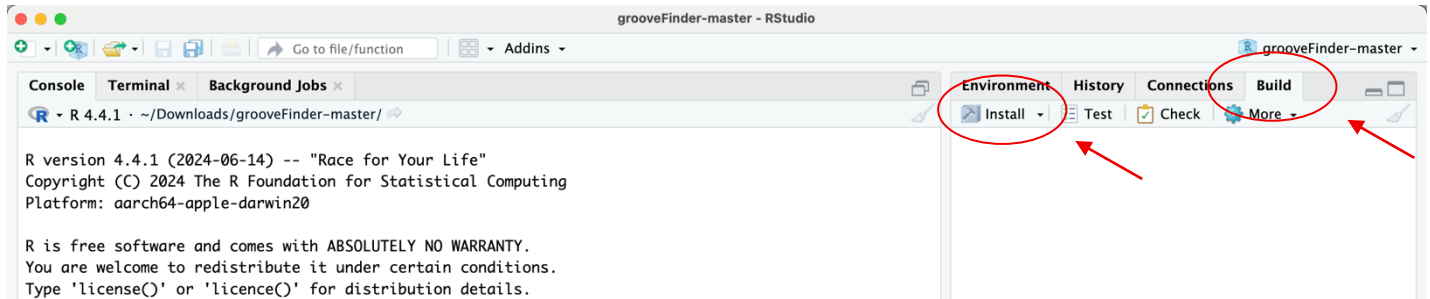 grooveFinder-master - RStudio
Go to file/function Addins grooveFinder-master
Console Terminal Background Jobs Environment History Connections Build
R 4.4.1 · ~/Downloads/grooveFinder-master/ Install Test Check More
R version 4.4.1 (2024-06-14) -- "Race for Your Life"
Copyright (C) 2024 The R Foundation for Statistical Computing
Platform: aarch64-apple-darwin20
R is free software and comes with ABSOLUTELY NO WARRANTY.
You are welcome to redistribute it under certain conditions.
Type 'license()' or 'licence()' for distribution details.